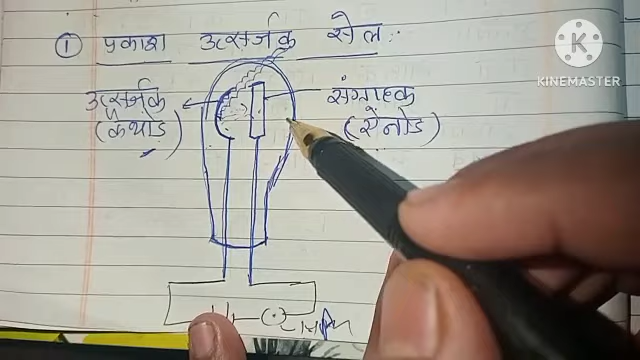 ① प्रकाश उत्सर्जक सेल :
KINEMASTER
उत्सर्जक
(कैथोड)
संग्राहक
(ऐनोड)